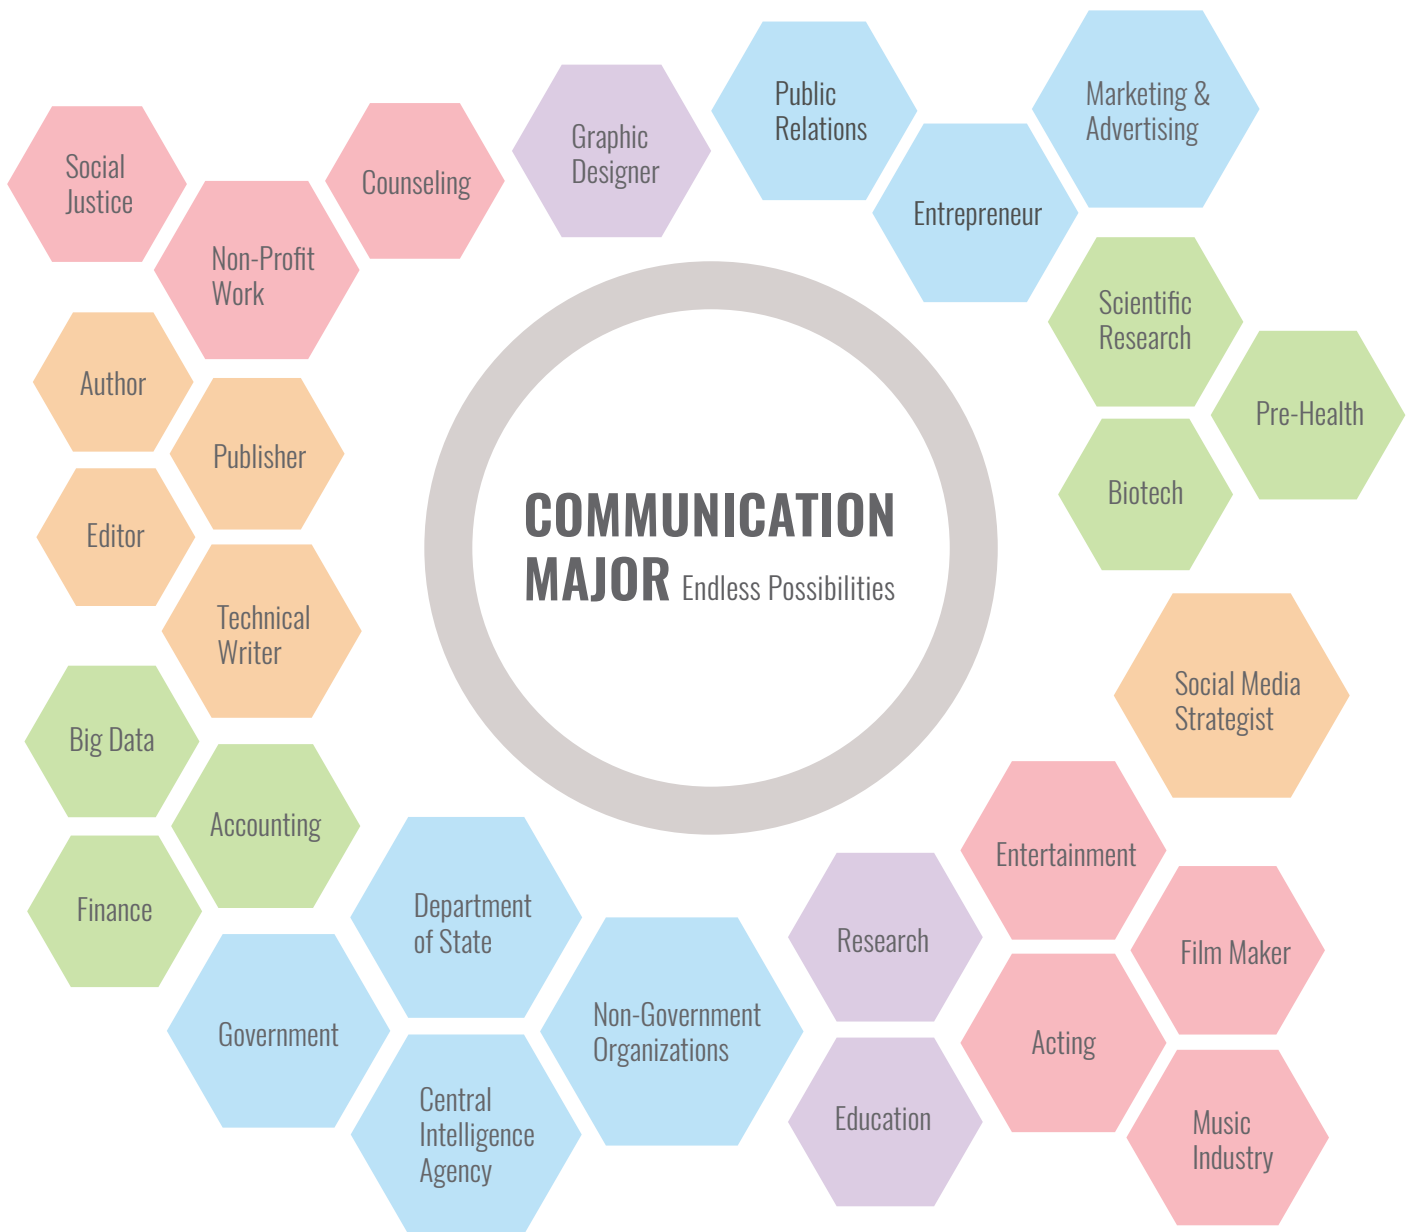 Social
Justice
Non-Profit
Work
Counseling
Graphic
Designer
Public
Relations
Entrepreneur
Marketing &
Advertising
Scientific
Research
Pre-Health
Biotech
Author
Publisher
Editor
Technical
Writer
COMMUNICATION
MAJOR Endless Possibilities
Social Media
Strategist
Big Data
Accounting
Finance
Department
of State
Government
Non-Government
Organizations
Central
Intelligence
Agency
Research
Education
Entertainment
Film Maker
Acting
Music
Industry